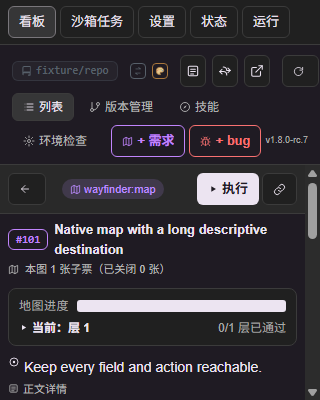 看板 沙箱任务 设置 状态 运行
fixture/repo
列表 版本管理 技能
环境检查 + 需求 + bug v1.8.0-rc.7
wayfinder:map 执行
#101 Native map with a long descriptive
destination
本图 1 张子票（已关闭 0 张）
地图进度
当前：层 1 0/1 层已通过
Keep every field and action reachable.
正文详情